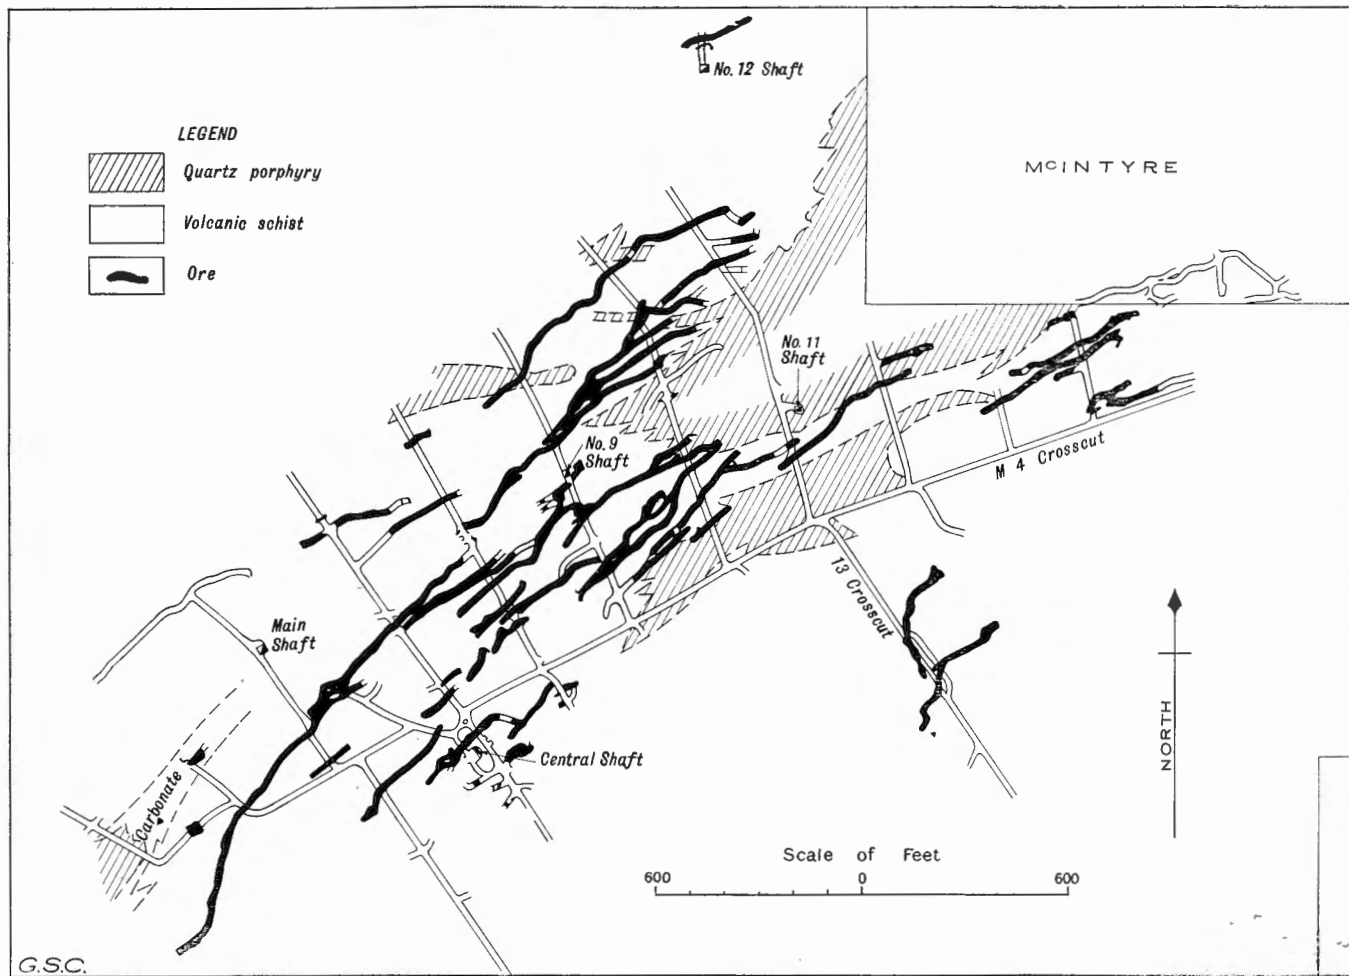 No. 12 Shaft
LEGEND
Quartz porphyry
Volcanic schist
Ore
McINTYRE
No. 11
Shaft
No. 9
Shaft
M 4 Crosscut
13 Crosscut
Main
Shaft
Central Shaft
Carbonate
NORTH
Scale of Feet
600 0 600
G.S.C.